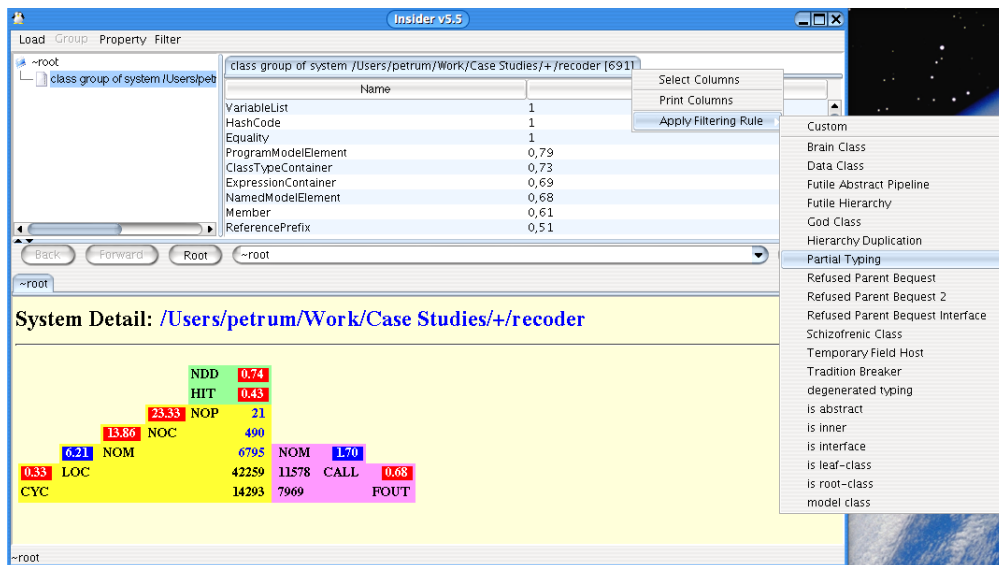 Insider v5.5
Load Group Property Filter
~root
class group of system /Users/petr
class group of system /Users/petrum/Work/Case Studies/+/recoder [691]
Name
VariableList 1
HashCode 1
Equality 1
ProgramModelElement 0,79
ClassTypeContainer 0,73
ExpressionContainer 0,69
NamedModelElement 0,68
Member 0,61
ReferencePrefix 0,51
Select Columns
Print Columns
Apply Filtering Rule
Custom
Brain Class
Data Class
Futile Abstract Pipeline
Futile Hierarchy
God Class
Hierarchy Duplication
Partial Typing
Refused Parent Bequest
Refused Parent Bequest 2
Refused Parent Bequest Interface
Schizofrenic Class
Temporary Field Host
Tradition Breaker
degenerated typing
is abstract
is inner
is interface
is leaf-class
is root-class
model class
Back Forward Root ~root
~root
System Detail: /Users/petrum/Work/Case Studies/+/recoder
NDD 0.74
HIT 0.43
23.33 NOP 21
13.86 NOC 490
6.21 NOM 6795 NOM 1.70
0.33 LOC 42259 11578 CALL 0.68
CYC 14293 7969 FOUT
~root